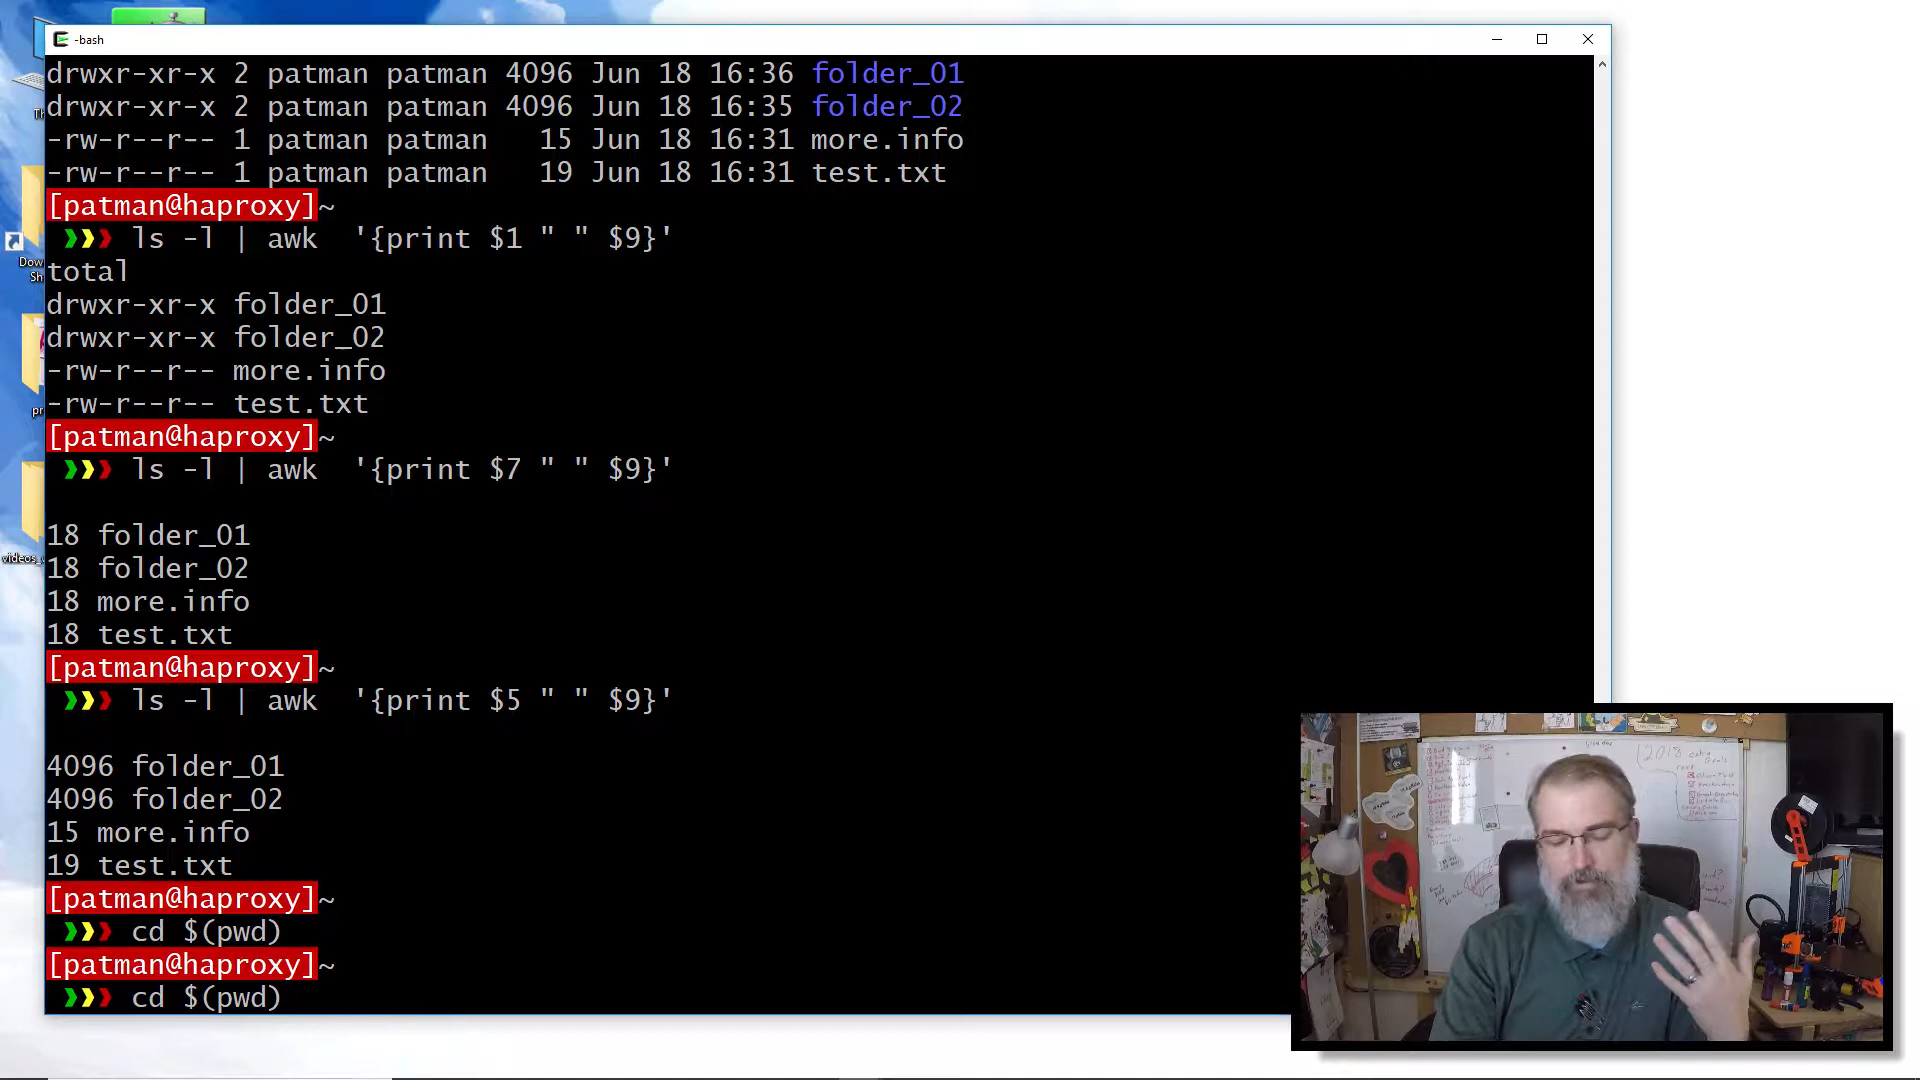 -bash
drwxr-xr-x 2 patman patman 4096 Jun 18 16:36 folder_01
drwxr-xr-x 2 patman patman 4096 Jun 18 16:35 folder_02
-rw-r--r-- 1 patman patman   15 Jun 18 16:31 more.info
-rw-r--r-- 1 patman patman   19 Jun 18 16:31 test.txt
[patman@haproxy]~
❯❯❯ ls -l | awk  '{print $1 " " $9}'
total
drwxr-xr-x folder_01
drwxr-xr-x folder_02
-rw-r--r-- more.info
-rw-r--r-- test.txt
[patman@haproxy]~
❯❯❯ ls -l | awk  '{print $7 " " $9}'
18 folder_01
18 folder_02
18 more.info
18 test.txt
[patman@haproxy]~
❯❯❯ ls -l | awk  '{print $5 " " $9}'
4096 folder_01
4096 folder_02
15 more.info
19 test.txt
[patman@haproxy]~
❯❯❯ cd $(pwd)
[patman@haproxy]~
❯❯❯ cd $(pwd)
Dow
Sh
pr
videos_
2018